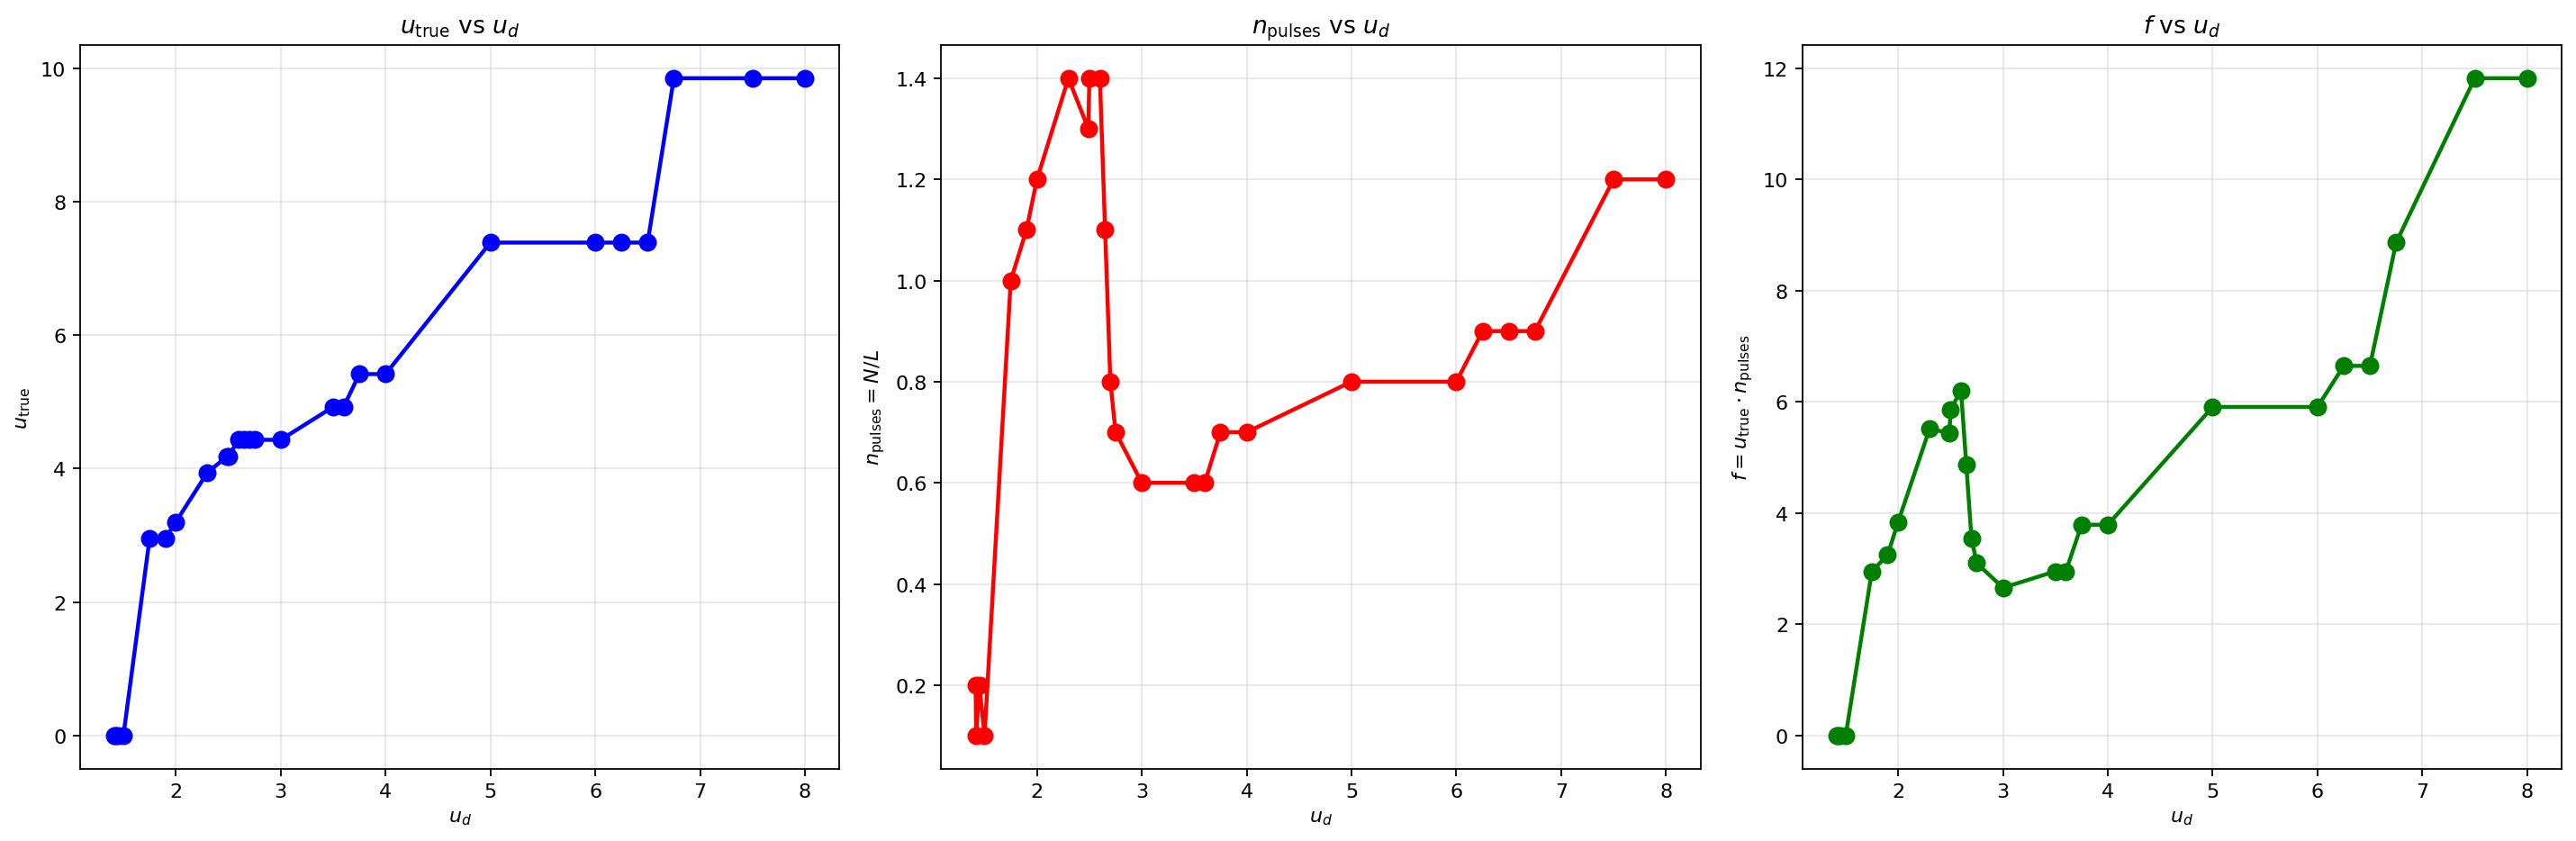 u_true vs u_d
10
8
6
4
2
0
u_true
2 3 4 5 6 7 8
u_d
n_pulses vs u_d
1.4
1.2
1.0
0.8
0.6
0.4
0.2
n_pulses = N/L
2 3 4 5 6 7 8
u_d
f vs u_d
12
10
8
6
4
2
0
f = u_true · n_pulses
2 3 4 5 6 7 8
u_d